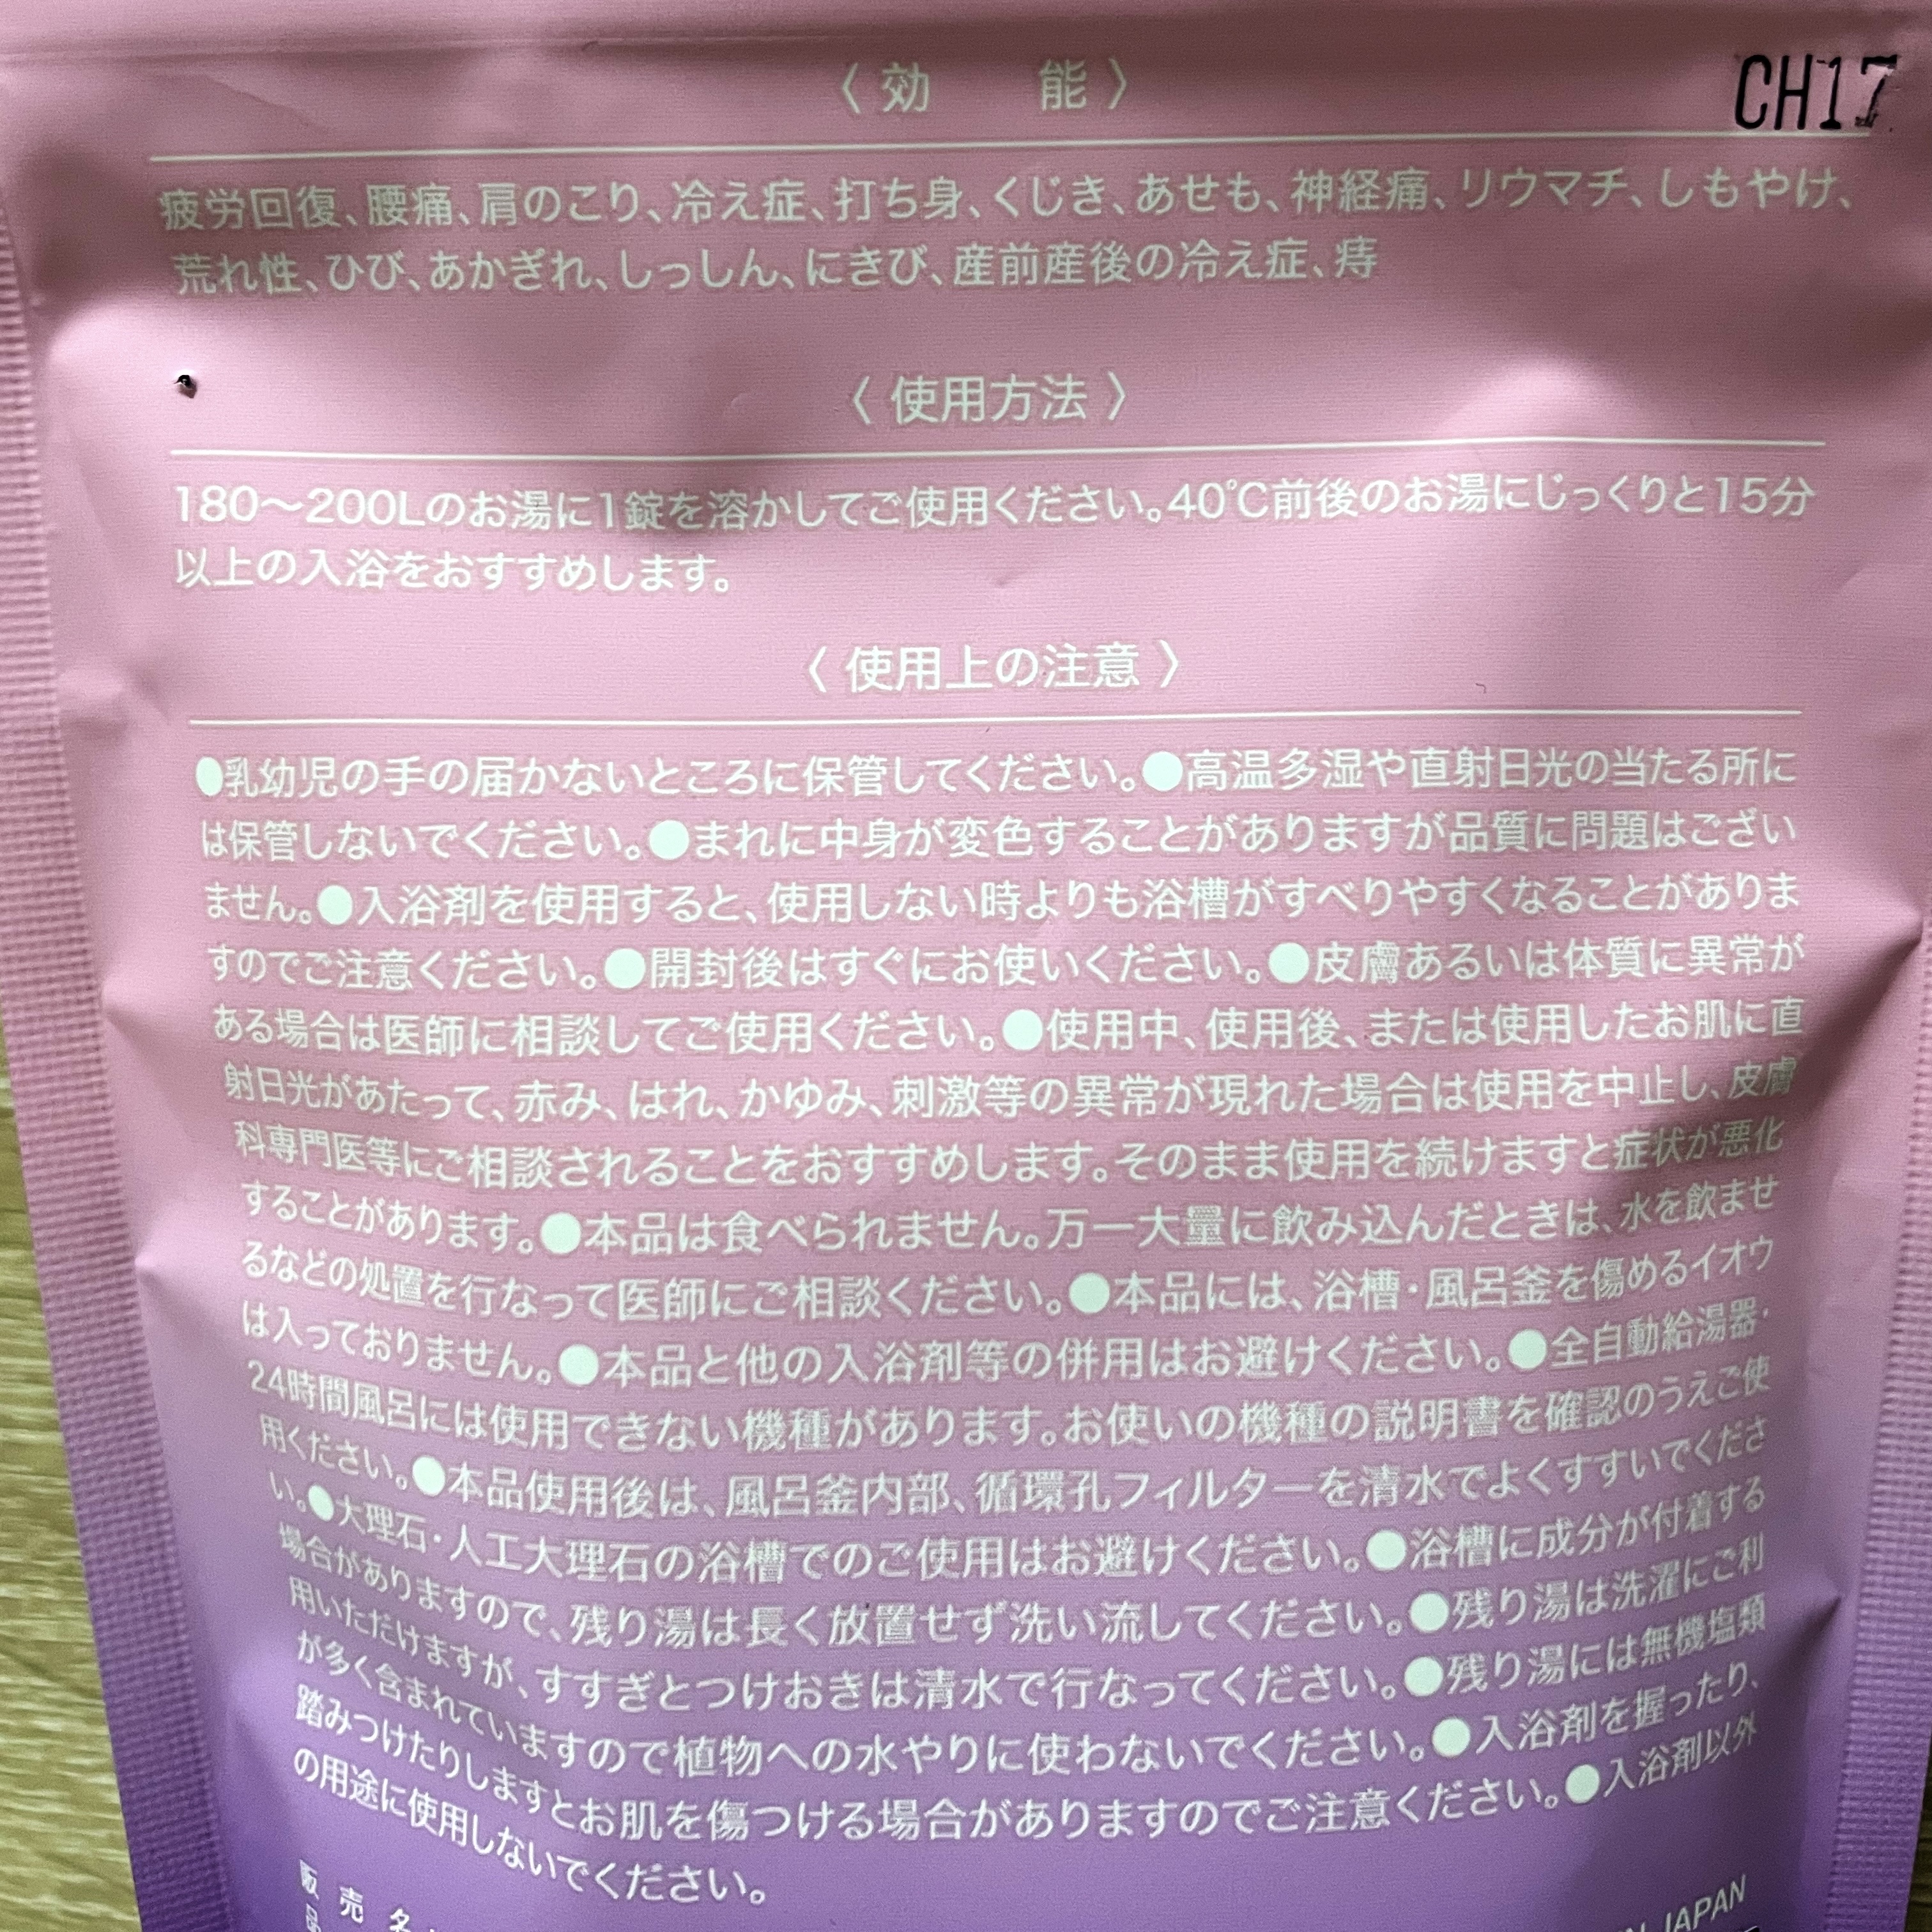 〈 効　能 〉
CH17
疲労回復、腰痛、肩のこり、冷え症、打ち身、くじき、あせも、神経痛、リウマチ、しもやけ、
荒れ性、ひび、あかぎれ、しっしん、にきび、産前産後の冷え症、痔
〈 使用方法 〉
180～200Lのお湯に1錠を溶かしてご使用ください。40℃前後のお湯にじっくりと15分
以上の入浴をおすすめします。
〈 使用上の注意 〉
●乳幼児の手の届かないところに保管してください。●高温多湿や直射日光の当たる所に
は保管しないでください。●まれに中身が変色することがありますが品質に問題はござい
ません。●入浴剤を使用すると、使用しない時よりも浴槽がすべりやすくなることがありま
すのでご注意ください。●開封後はすぐにお使いください。●皮膚あるいは体質に異常が
ある場合は医師に相談してご使用ください。●使用中、使用後、または使用したお肌に直
射日光があたって、赤み、はれ、かゆみ、刺激等の異常が現れた場合は使用を中止し、皮膚
科専門医等にご相談されることをおすすめします。そのまま使用を続けますと症状が悪化
することがあります。●本品は食べられません。万一大量に飲み込んだときは、水を飲ませ
るなどの処置を行なって医師にご相談ください。●本品には、浴槽・風呂釜を傷めるイオウ
は入っておりません。●本品と他の入浴剤等の併用はお避けください。●全自動給湯器・
24時間風呂には使用できない機種があります。お使いの機種の説明書を確認のうえご使
用ください。●本品使用後は、風呂釜内部、循環孔フィルターを清水でよくすすいでくださ
い。●大理石・人工大理石の浴槽でのご使用はお避けください。●浴槽に成分が付着する
場合がありますので、残り湯は長く放置せず洗い流してください。●残り湯は洗濯にご利
用いただけますが、すすぎとつけおきは清水で行なってください。●残り湯には無機塩類
が多く含まれていますので植物への水やりに使わないでください。●入浴剤を握ったり、
踏みつけたりしますとお肌を傷つける場合がありますのでご注意ください。●入浴剤以外
の用途に使用しないでください。
販 売 名
JAPAN